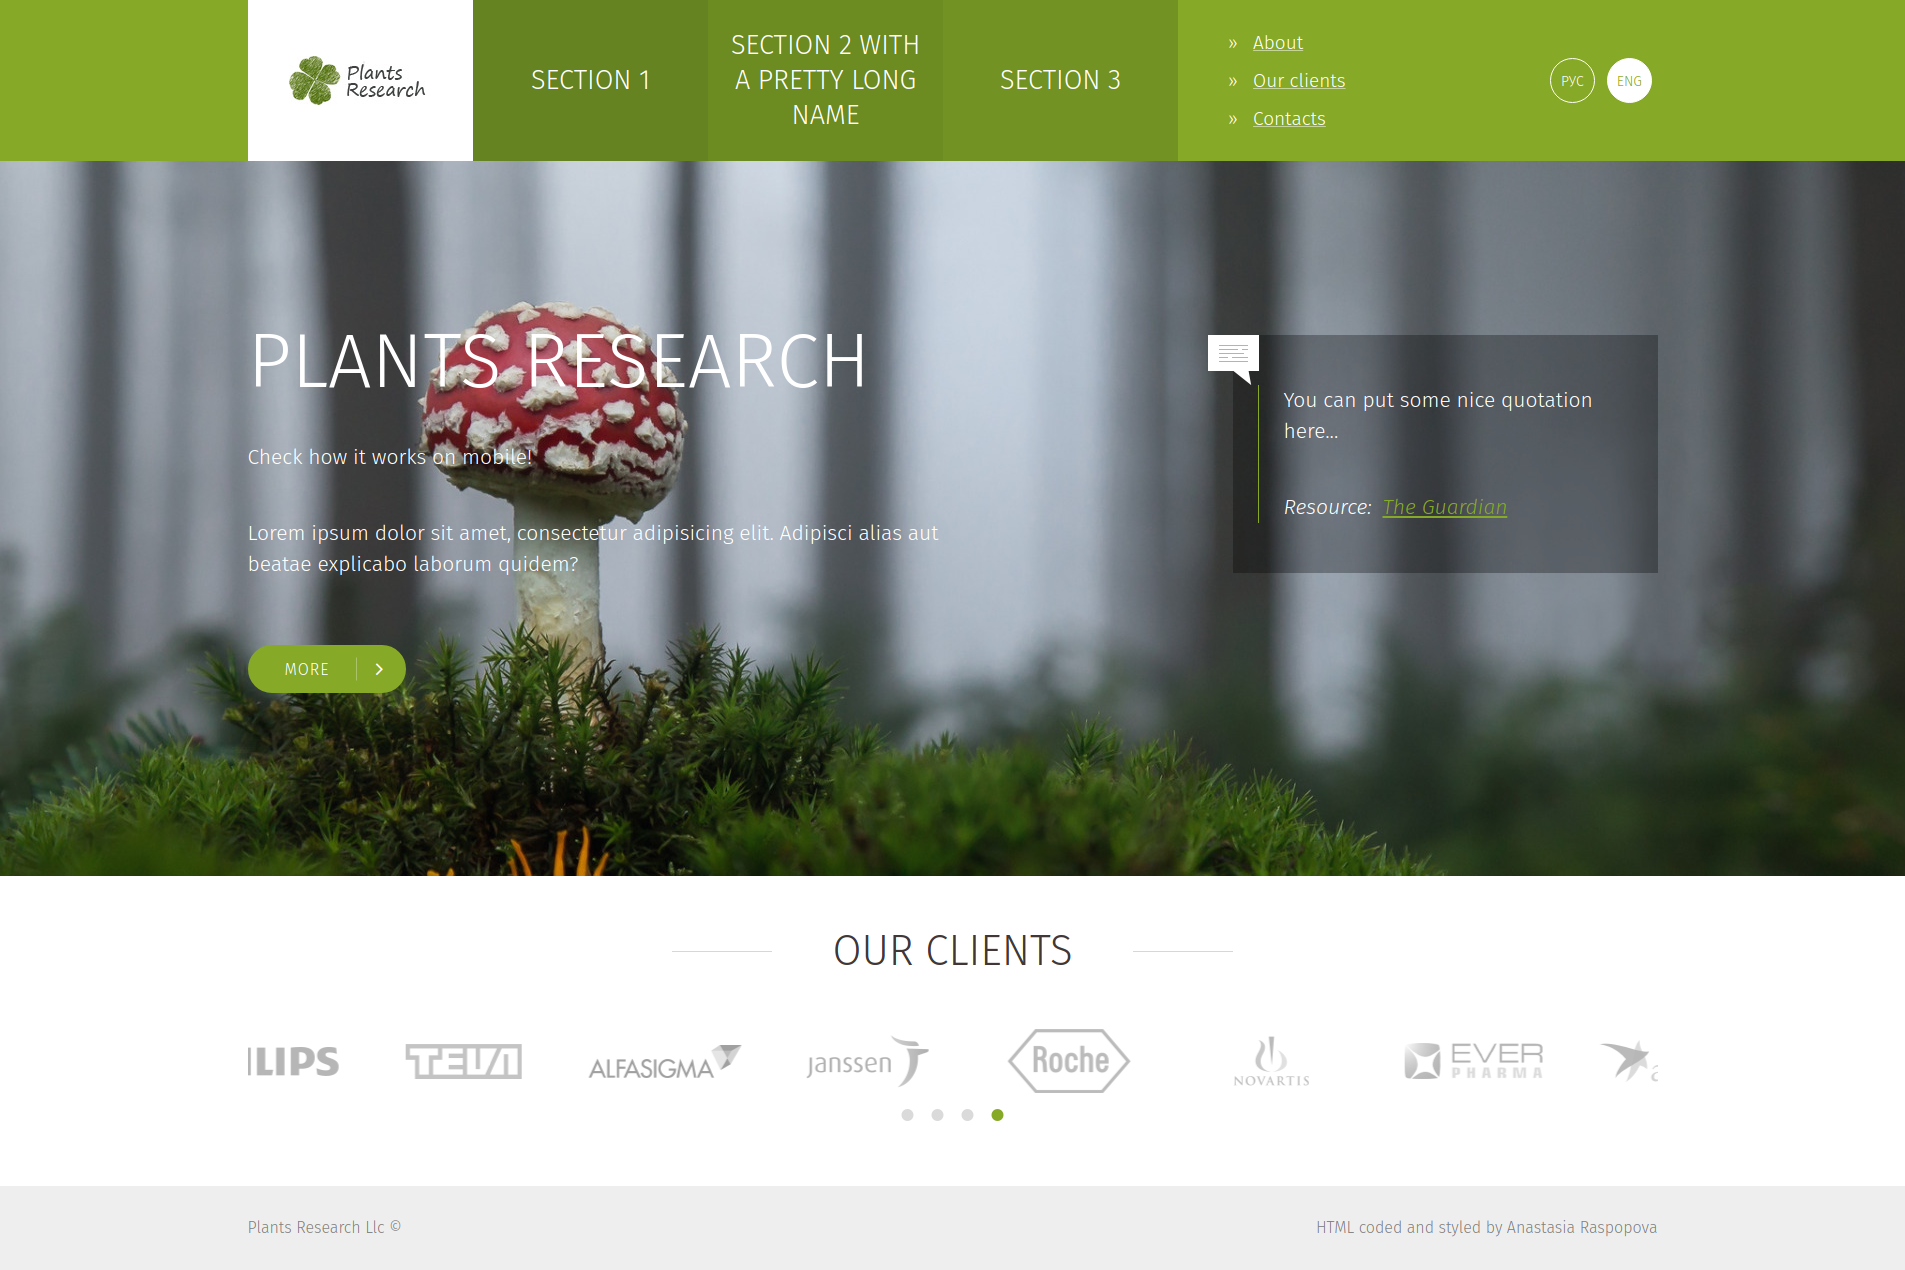 Plants
Research
SECTION 1
SECTION 2 WITH
A PRETTY LONG
NAME
SECTION 3
» About
» Our clients
» Contacts
РУС
ENG
PLANTS RESEARCH
Check how it works on mobile!
Lorem ipsum dolor sit amet, consectetur adipisicing elit. Adipisci alias aut
beatae explicabo laborum quidem?
MORE
You can put some nice quotation
here...
Resource: The Guardian
OUR CLIENTS
ILIPS
TEVA
ALFASIGMA
janssen
Roche
NOVARTIS
EVER
PHARMA
Plants Research Llc ©
HTML coded and styled by Anastasia Raspopova